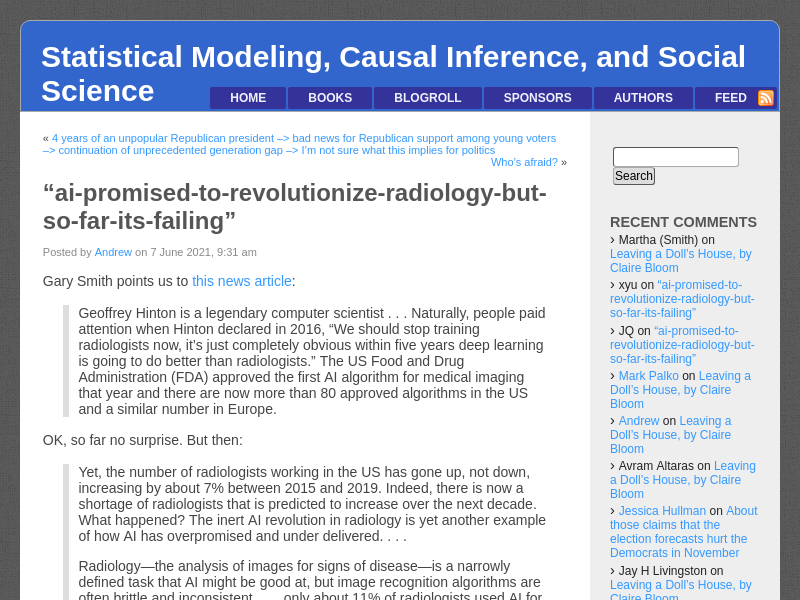 Statistical Modeling, Causal Inference, and Social
Science
HOME BOOKS BLOGROLL SPONSORS AUTHORS FEED
« 4 years of an unpopular Republican president –> bad news for Republican support among young voters
–> continuation of unprecedented generation gap –> I’m not sure what this implies for politics
Who’s afraid? »
“ai-promised-to-revolutionize-radiology-but-
so-far-its-failing”
Posted by Andrew on 7 June 2021, 9:31 am
Gary Smith points us to this news article:
Geoffrey Hinton is a legendary computer scientist . . . Naturally, people paid
attention when Hinton declared in 2016, “We should stop training
radiologists now, it’s just completely obvious within five years deep learning
is going to do better than radiologists.” The US Food and Drug
Administration (FDA) approved the first AI algorithm for medical imaging
that year and there are now more than 80 approved algorithms in the US
and a similar number in Europe.
OK, so far no surprise. But then:
Yet, the number of radiologists working in the US has gone up, not down,
increasing by about 7% between 2015 and 2019. Indeed, there is now a
shortage of radiologists that is predicted to increase over the next decade.
What happened? The inert AI revolution in radiology is yet another example
of how AI has overpromised and under delivered. . . .
Radiology—the analysis of images for signs of disease—is a narrowly
defined task that AI might be good at, but image recognition algorithms are
often brittle and inconsistent. . . . only about 11% of radiologists used AI for
Search
RECENT COMMENTS
› Martha (Smith) on
Leaving a Doll’s House, by
Claire Bloom
› xyu on “ai-promised-to-
revolutionize-radiology-but-
so-far-its-failing”
› JQ on “ai-promised-to-
revolutionize-radiology-but-
so-far-its-failing”
› Mark Palko on Leaving a
Doll’s House, by Claire
Bloom
› Andrew on Leaving a
Doll’s House, by Claire
Bloom
› Avram Altaras on Leaving
a Doll’s House, by Claire
Bloom
› Jessica Hullman on About
those claims that the
election forecasts hurt the
Democrats in November
› Jay H Livingston on
Leaving a Doll’s House, by
Claire Bloom